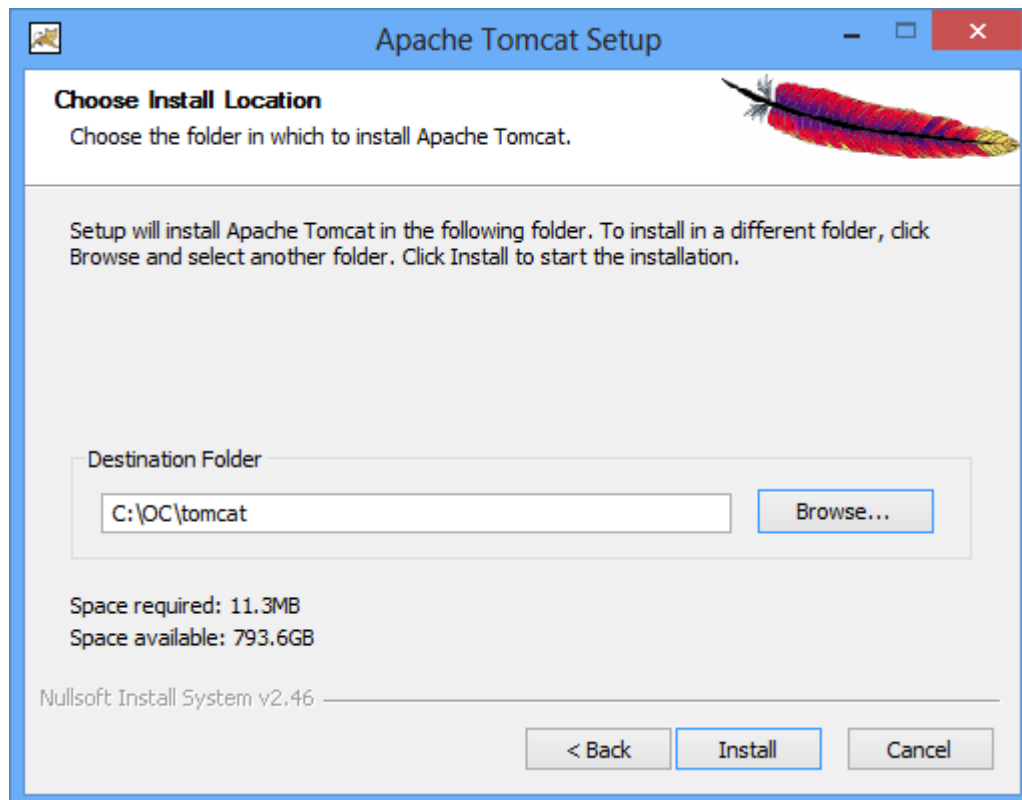 Apache Tomcat Setup
Choose Install Location
Choose the folder in which to install Apache Tomcat.
Setup will install Apache Tomcat in the following folder. To install in a different folder, click
Browse and select another folder. Click Install to start the installation.
Destination Folder
C:\OC\tomcat
Browse...
Space required: 11.3MB
Space available: 793.6GB
Nullsoft Install System v2.46
< Back
Install
Cancel